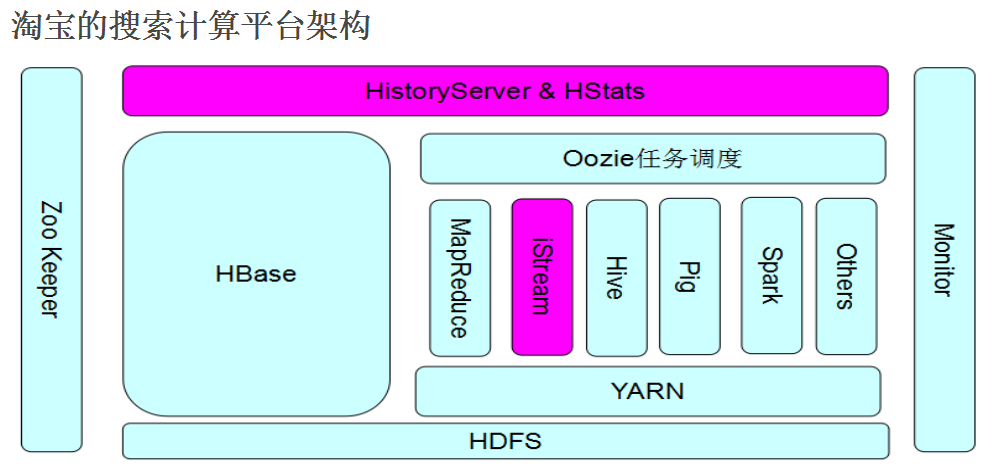 淘宝的搜索计算平台架构
Zoo Keeper
HistoryServer & HStats
HBase
Oozie任务调度
MapReduce
iStream
Hive
Pig
Spark
Others
YARN
HDFS
Monitor